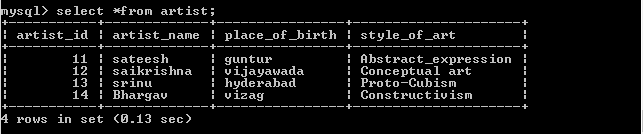 mysql> select *from artist;
+-----------+-------------+----------------+---------------------+
| artist_id | artist_name | place_of_birth | style_of_art        |
+-----------+-------------+----------------+---------------------+
|        11 | sateesh     | guntur         | Abstract_expression |
|        12 | saikrishna  | vijayawada     | Conceptual art      |
|        13 | srinu       | hyderabad      | Proto-Cubism        |
|        14 | Bhargav     | vizag          | Constructivism      |
+-----------+-------------+----------------+---------------------+
4 rows in set (0.13 sec)